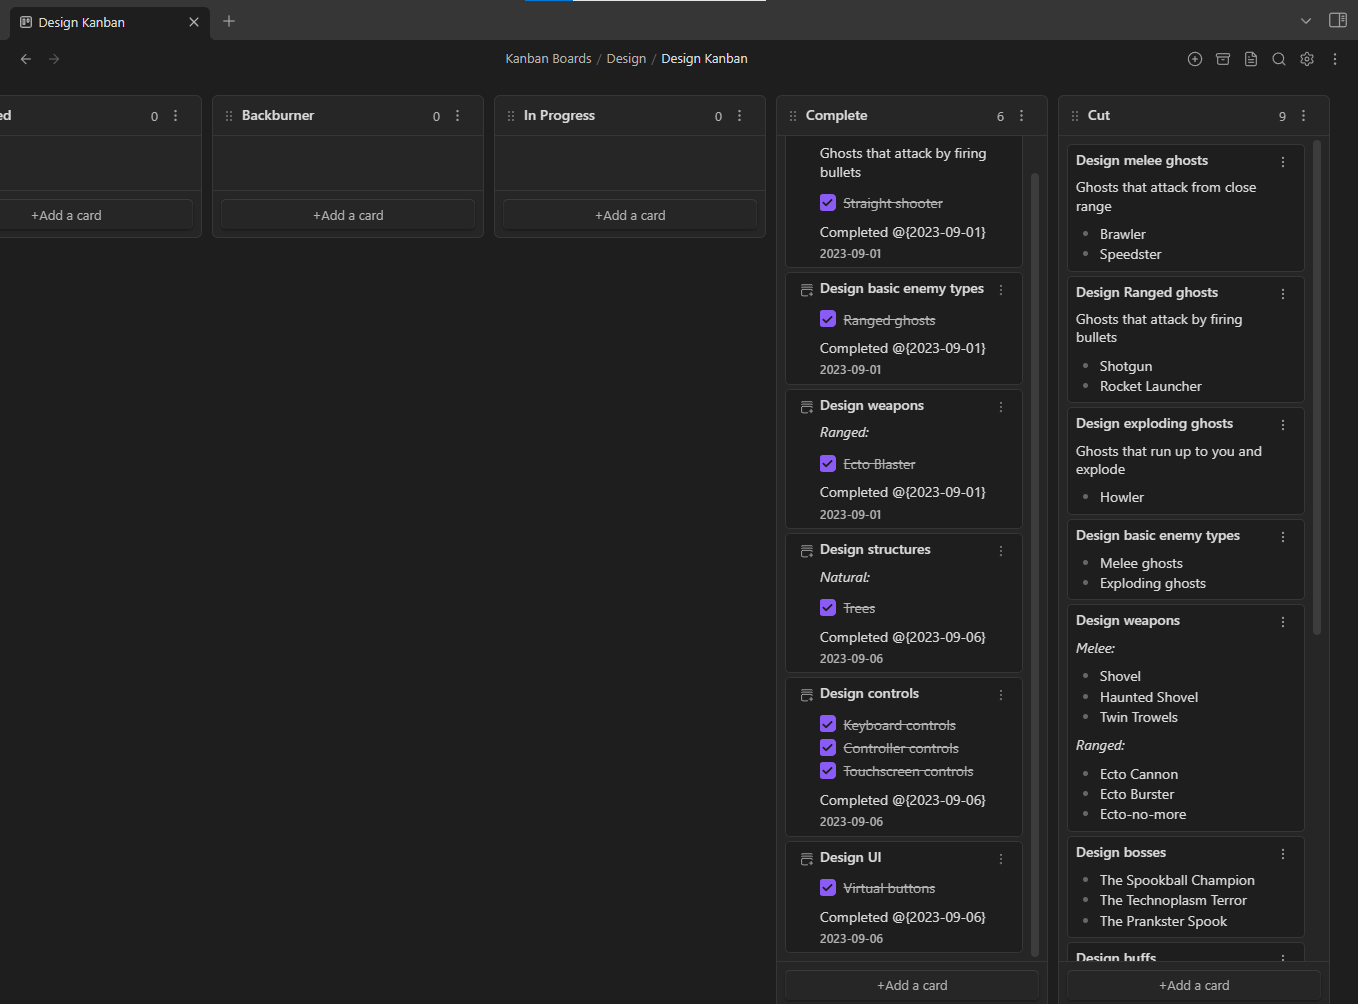 Design Kanban
Kanban Boards / Design / Design Kanban
ed 0
+Add a card
Backburner 0
+Add a card
In Progress 0
+Add a card
Complete 6
Ghosts that attack by firing
bullets
Straight shooter
Completed @{2023-09-01}
2023-09-01
Design basic enemy types
Ranged ghosts
Completed @{2023-09-01}
2023-09-01
Design weapons
Ranged:
Ecto Blaster
Completed @{2023-09-01}
2023-09-01
Design structures
Natural:
Trees
Completed @{2023-09-06}
2023-09-06
Design controls
Keyboard controls
Controller controls
Touchscreen controls
Completed @{2023-09-06}
2023-09-06
Design UI
Virtual buttons
Completed @{2023-09-06}
2023-09-06
+Add a card
Cut 9
Design melee ghosts
Ghosts that attack from close
range
Brawler
Speedster
Design Ranged ghosts
Ghosts that attack by firing
bullets
Shotgun
Rocket Launcher
Design exploding ghosts
Ghosts that run up to you and
explode
Howler
Design basic enemy types
Melee ghosts
Exploding ghosts
Design weapons
Melee:
Shovel
Haunted Shovel
Twin Trowels
Ranged:
Ecto Cannon
Ecto Burster
Ecto-no-more
Design bosses
The Spookball Champion
The Technoplasm Terror
The Prankster Spook
Design buffs
+Add a card